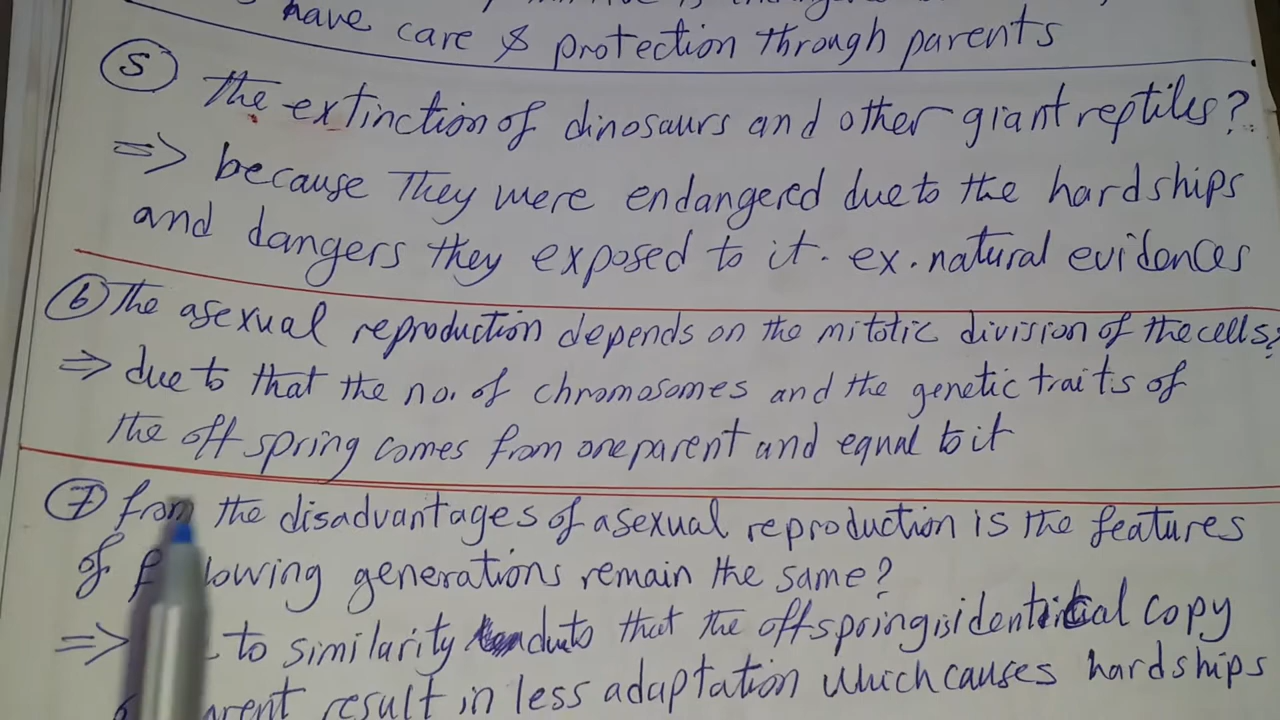 have care & protection through parents
5 The extinction of dinosaurs and other giant reptiles?
=> because They were endangered due to the hardships
and dangers they exposed to it. ex. natural evidences
6 The asexual reproduction depends on the mitotic division of the cells?
=> due to that the no. of chromosomes and the genetic traits of
the off spring comes from one parent and equal to it
7 from the disadvantages of asexual reproduction is the features
of generations remain the same?
=> to similarity that the offspring is identical copy
result in less adaptation which causes hardships